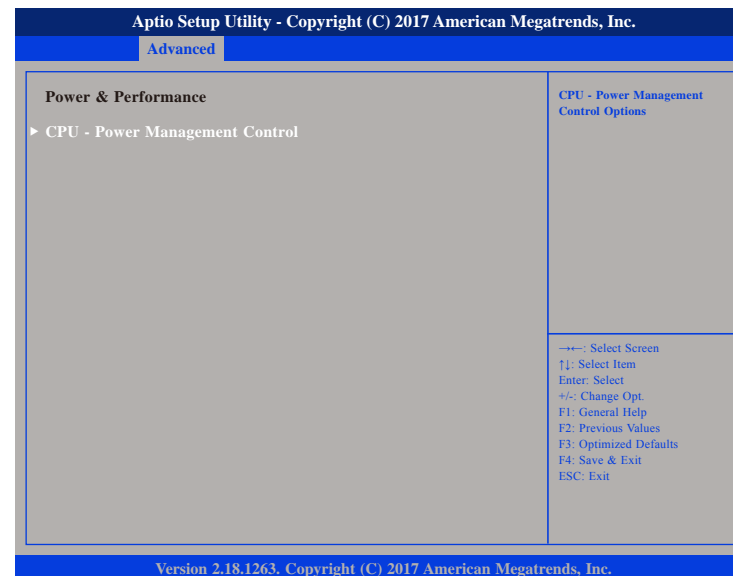 Aptio Setup Utility - Copyright (C) 2017 American Megatrends, Inc.
Advanced
Power & Performance
CPU - Power Management Control
CPU - Power Management
Control Options
→←: Select Screen
↑↓: Select Item
Enter: Select
+/-: Change Opt.
F1: General Help
F2: Previous Values
F3: Optimized Defaults
F4: Save & Exit
ESC: Exit
Version 2.18.1263. Copyright (C) 2017 American Megatrends, Inc.